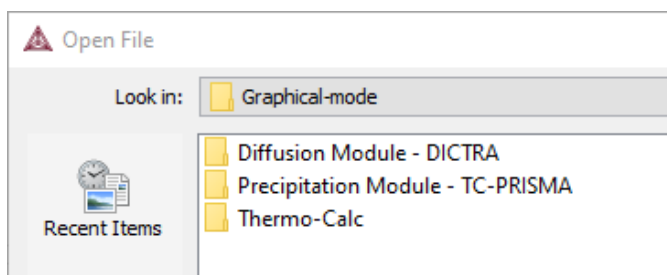 Open File
Look in: Graphical-mode
Diffusion Module - DICTRA
Precipitation Module - TC-PRISMA
Thermo-Calc
Recent Items